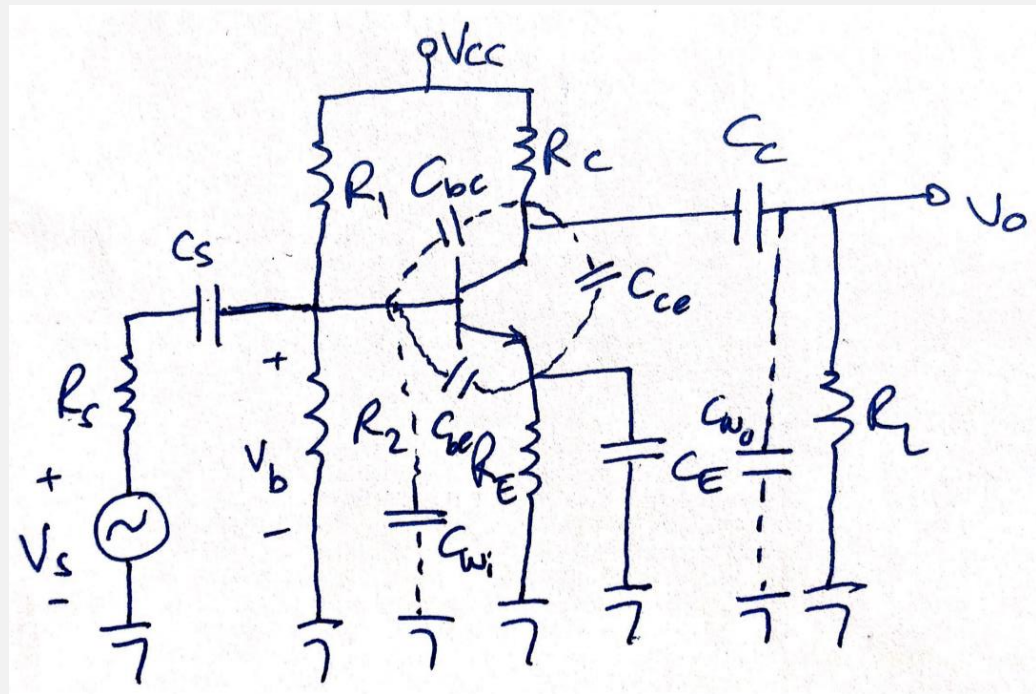 Vcc
R1
Cbc
Rc
Cc
Vo
Cs
Cce
+
Rs
Vb
R2
Cbe
RE
CE
Cwo
RL
+
Vs
-
-
Cwi